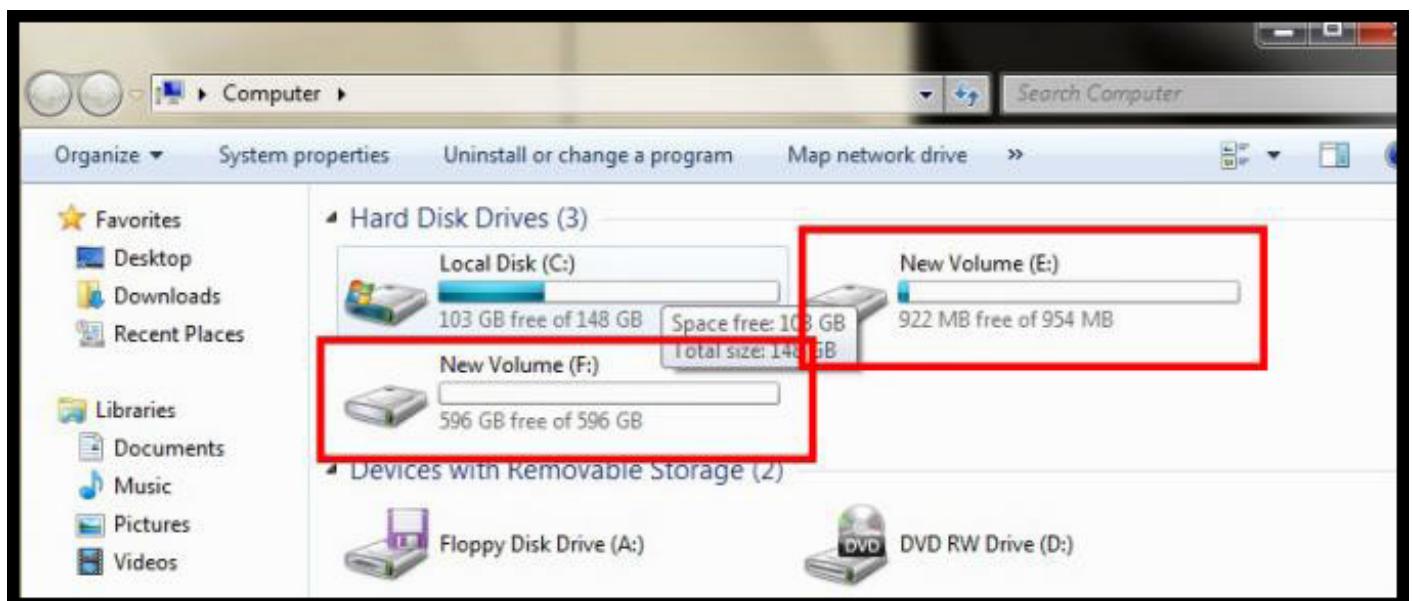 Computer
Search Computer
Organize
System properties
Uninstall or change a program
Map network drive
»
Favorites
Desktop
Downloads
Recent Places
Libraries
Documents
Music
Pictures
Videos
Hard Disk Drives (3)
Local Disk (C:)
103 GB free of 148 GB
Space free: 103 GB
Total size: 148 GB
New Volume (E:)
922 MB free of 954 MB
New Volume (F:)
596 GB free of 596 GB
Devices with Removable Storage (2)
Floppy Disk Drive (A:)
DVD RW Drive (D:)
DVD